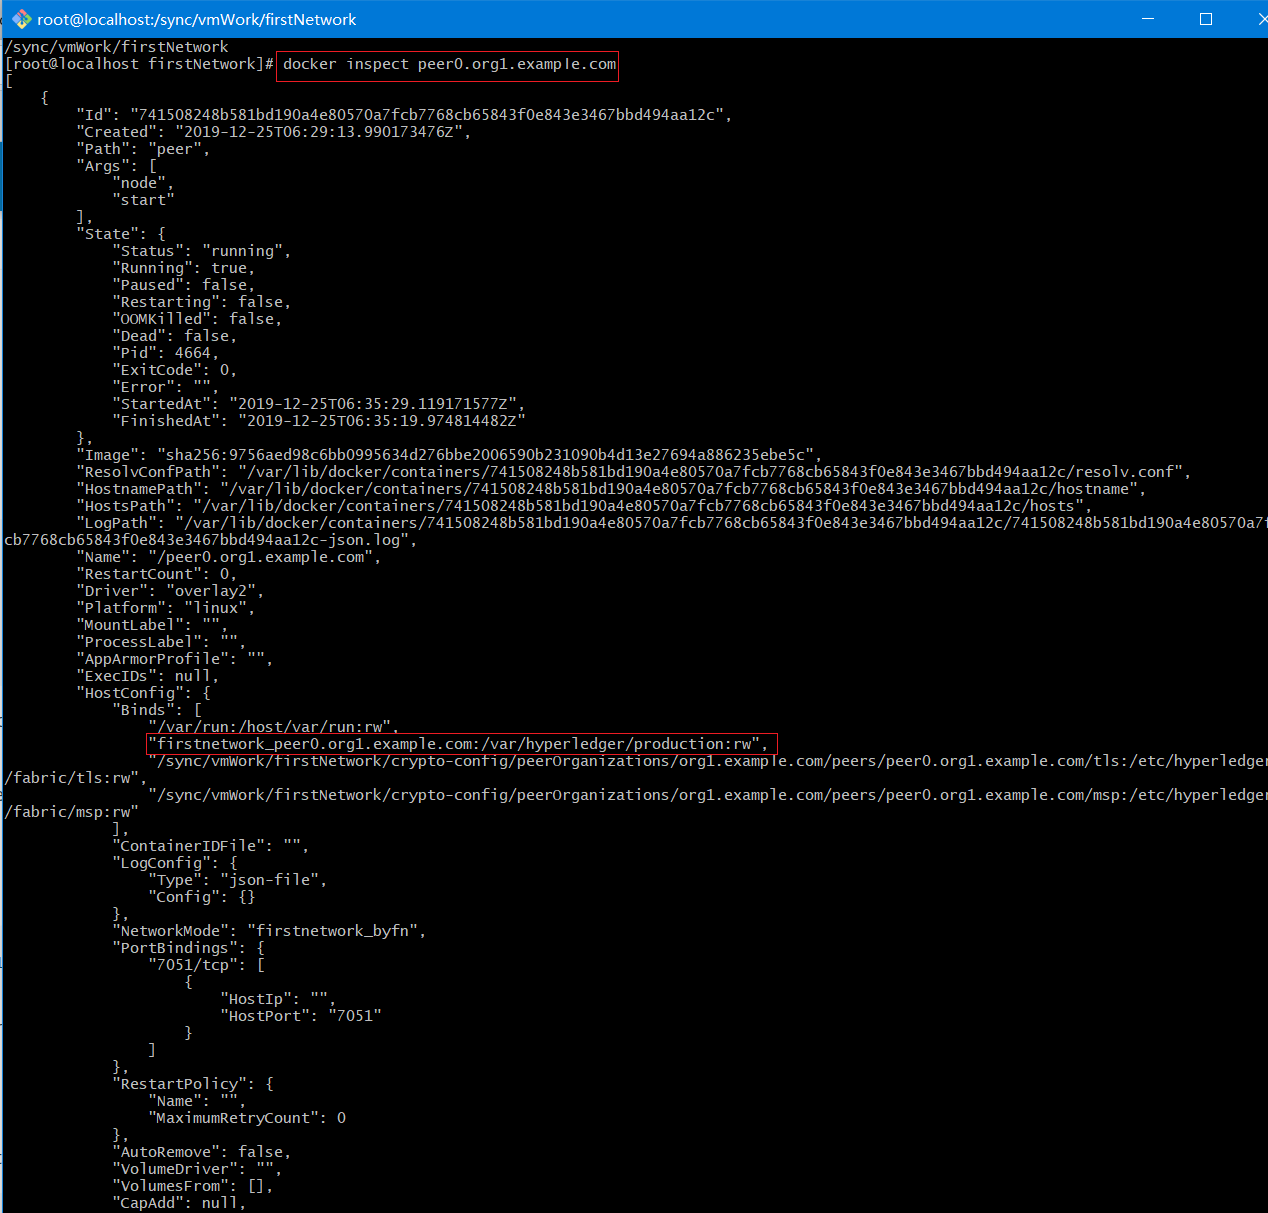 root@localhost:/sync/vmWork/firstNetwork
/sync/vmWork/firstNetwork
[root@localhost firstNetwork]# docker inspect peer0.org1.example.com
[
    {
        "Id": "741508248b581bd190a4e80570a7fcb7768cb65843f0e843e3467bbd494aa12c",
        "Created": "2019-12-25T06:29:13.990173476Z",
        "Path": "peer",
        "Args": [
            "node",
            "start"
        ],
        "State": {
            "Status": "running",
            "Running": true,
            "Paused": false,
            "Restarting": false,
            "OOMKilled": false,
            "Dead": false,
            "Pid": 4664,
            "ExitCode": 0,
            "Error": "",
            "StartedAt": "2019-12-25T06:35:29.119171577Z",
            "FinishedAt": "2019-12-25T06:35:19.974814482Z"
        },
        "Image": "sha256:9756aed98c6bb0995634d276bbe2006590b231090b4d13e27694a886235ebe5c",
        "ResolvConfPath": "/var/lib/docker/containers/741508248b581bd190a4e80570a7fcb7768cb65843f0e843e3467bbd494aa12c/resolv.conf",
        "HostnamePath": "/var/lib/docker/containers/741508248b581bd190a4e80570a7fcb7768cb65843f0e843e3467bbd494aa12c/hostname",
        "HostsPath": "/var/lib/docker/containers/741508248b581bd190a4e80570a7fcb7768cb65843f0e843e3467bbd494aa12c/hosts",
        "LogPath": "/var/lib/docker/containers/741508248b581bd190a4e80570a7fcb7768cb65843f0e843e3467bbd494aa12c/741508248b581bd190a4e80570a7f
cb7768cb65843f0e843e3467bbd494aa12c-json.log",
        "Name": "/peer0.org1.example.com",
        "RestartCount": 0,
        "Driver": "overlay2",
        "Platform": "linux",
        "MountLabel": "",
        "ProcessLabel": "",
        "AppArmorProfile": "",
        "ExecIDs": null,
        "HostConfig": {
            "Binds": [
                "/var/run:/host/var/run:rw",
                "firstnetwork_peer0.org1.example.com:/var/hyperledger/production:rw",
                "/sync/vmWork/firstNetwork/crypto-config/peerOrganizations/org1.example.com/peers/peer0.org1.example.com/tls:/etc/hyperledger
/fabric/tls:rw",
                "/sync/vmWork/firstNetwork/crypto-config/peerOrganizations/org1.example.com/peers/peer0.org1.example.com/msp:/etc/hyperledger
/fabric/msp:rw"
            ],
            "ContainerIDFile": "",
            "LogConfig": {
                "Type": "json-file",
                "Config": {}
            },
            "NetworkMode": "firstnetwork_byfn",
            "PortBindings": {
                "7051/tcp": [
                    {
                        "HostIp": "",
                        "HostPort": "7051"
                    }
                ]
            },
            "RestartPolicy": {
                "Name": "",
                "MaximumRetryCount": 0
            },
            "AutoRemove": false,
            "VolumeDriver": "",
            "VolumesFrom": [],
            "CapAdd": null,